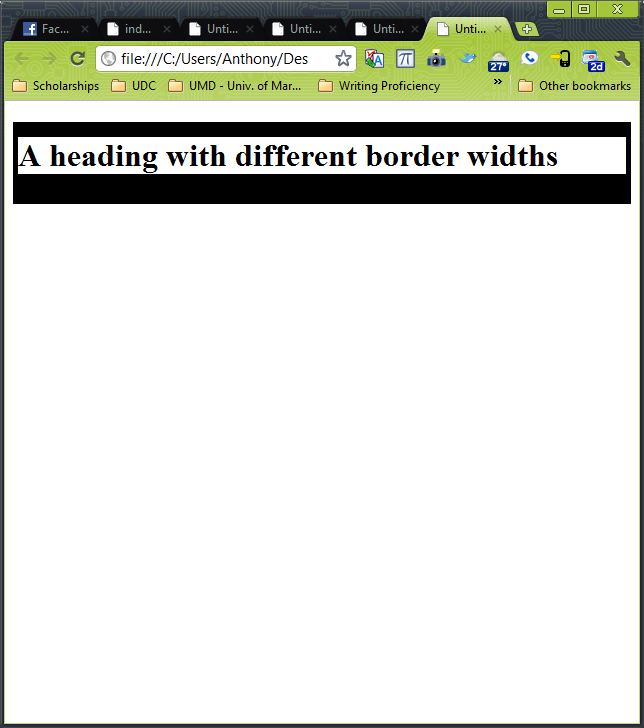 Fac...
ind...
Unti...
Unti...
Unti...
Unti...
file:///C:/Users/Anthony/Des
27°
2d
Scholarships
UDC
UMD - Univ. of Mar...
Writing Proficiency
»
Other bookmarks
A heading with different border widths